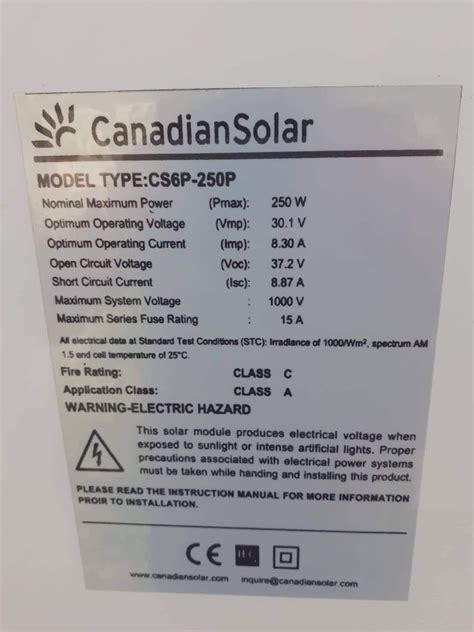 CanadianSolar
MODEL TYPE:CS6P-250P
Nominal Maximum Power (Pmax): 250 W
Optimum Operating Voltage (Vmp): 30.1 V
Optimum Operating Current (Imp): 8.30 A
Open Circuit Voltage (Voc): 37.2 V
Short Circuit Current (Isc): 8.87 A
Maximum System Voltage : 1000 V
Maximum Series Fuse Rating : 15 A
All electrical data at Standard Test Conditions (STC): Irradiance of 1000/Wm², spectrum AM
1.5 and cell temperature of 25°C.
Fire Rating: CLASS C
Application Class: CLASS A
WARNING-ELECTRIC HAZARD
This solar module produces electrical voltage when
exposed to sunlight or intense artificial lights. Proper
precautions associated with electrical power systems
must be taken while handing and installing this product.
PLEASE READ THE INSTRUCTION MANUAL FOR MORE INFORMATION
PROIR TO INSTALLATION.
CE IEC
www.canadiansolar.com inquire@canadiansolar.com